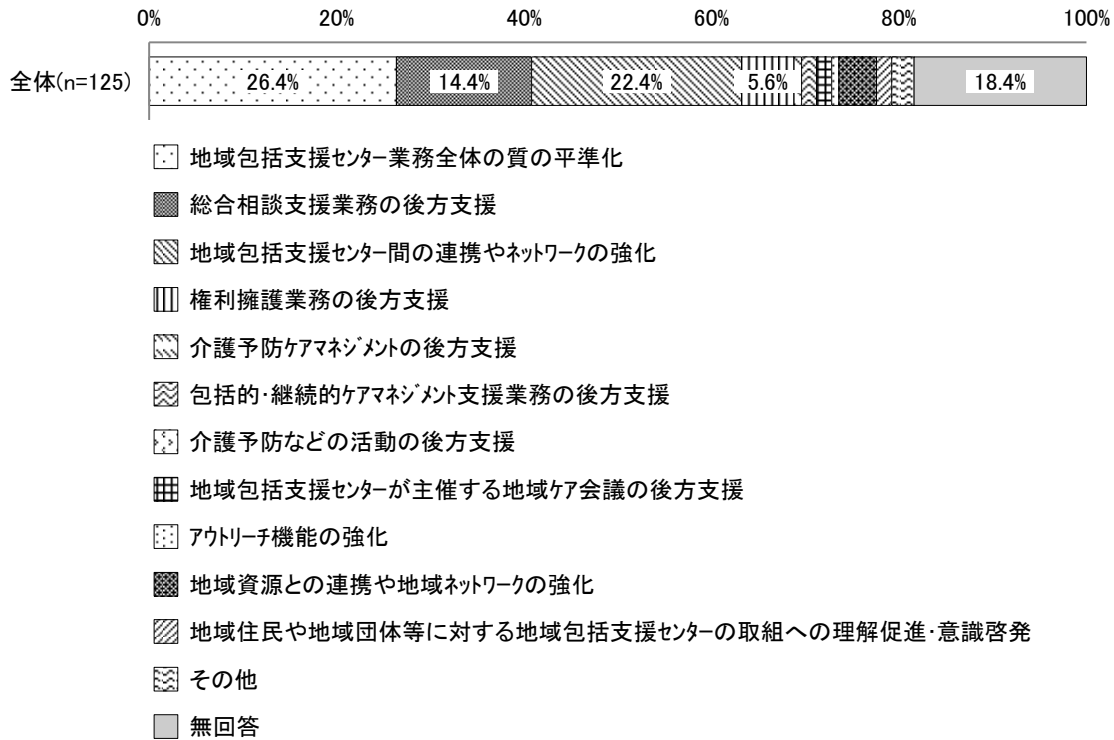 0% 20% 40% 60% 80% 100%
全体(n=125) 26.4% 14.4% 22.4% 5.6% 18.4%
地域包括支援ｾﾝﾀｰ業務全体の質の平準化
総合相談支援業務の後方支援
地域包括支援ｾﾝﾀｰ間の連携やﾈｯﾄﾜｰｸの強化
権利擁護業務の後方支援
介護予防ｹｱﾏﾈｼﾞﾒﾝﾄの後方支援
包括的･継続的ｹｱﾏﾈｼﾞﾒﾝﾄ支援業務の後方支援
介護予防などの活動の後方支援
地域包括支援ｾﾝﾀｰが主催する地域ｹｱ会議の後方支援
ｱｳﾄﾘｰﾁ機能の強化
地域資源との連携や地域ﾈｯﾄﾜｰｸの強化
地域住民や地域団体等に対する地域包括支援ｾﾝﾀｰの取組への理解促進･意識啓発
その他
無回答